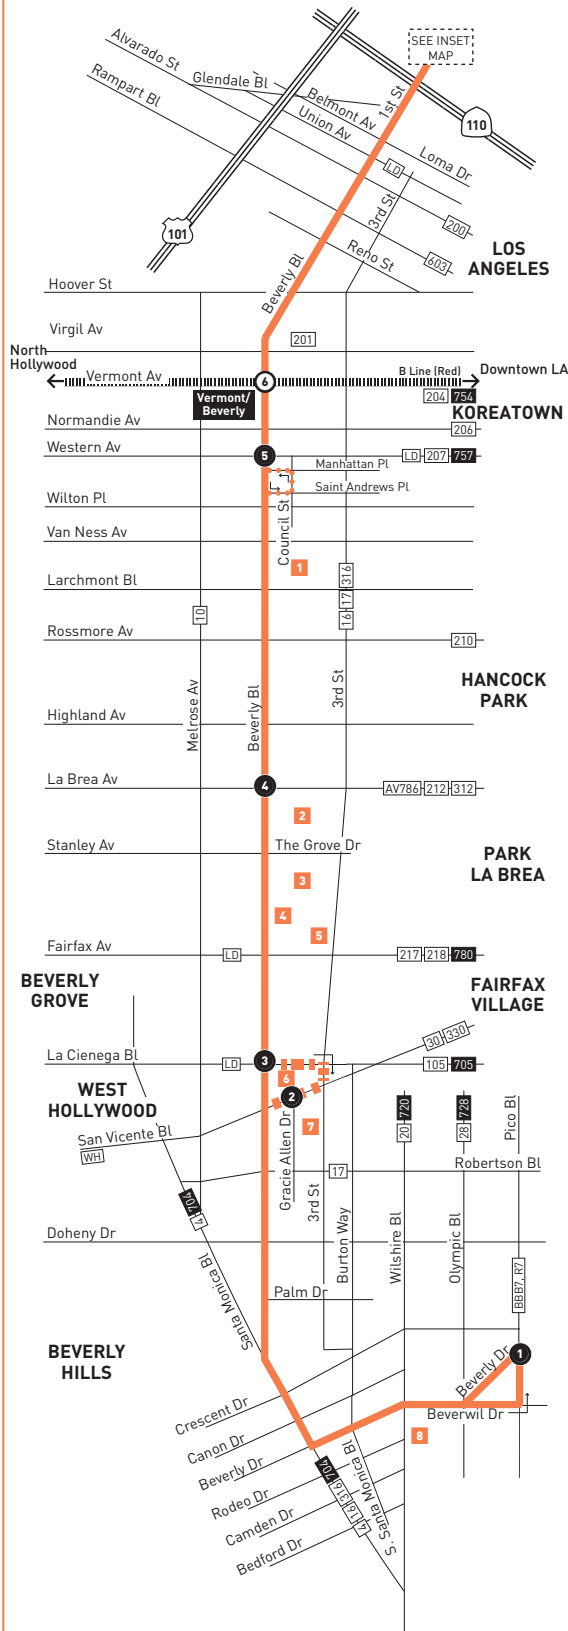 SEE INSET
MAP
Alvarado St
Glendale Bl
Rampart Bl
Belmont Av
1st St
Union Av
110
Loma Dr
LD
3rd St
101
200
Reno St
603
LOS
ANGELES
Beverly Bl
Hoover St
Virgil Av
201
North
Hollywood
Vermont Av
6
B Line (Red)
Downtown LA
Vermont/
Beverly
204 754
KOREATOWN
Normandie Av
206
Western Av
5
LD 207 757
Manhattan Pl
Saint Andrews Pl
Wilton Pl
Council St
Van Ness Av
1
Larchmont Bl
16 17 316
10
Rossmore Av
210
Melrose Av
Beverly Bl
3rd St
HANCOCK
PARK
Highland Av
La Brea Av
4
AV786 212 312
2
Stanley Av
The Grove Dr
PARK
LA BREA
3
4
5
Fairfax Av
LD
217 218 780
BEVERLY
GROVE
FAIRFAX
VILLAGE
30 330
La Cienega Bl
LD
3
105 705
6
2
WEST
HOLLYWOOD
7
San Vicente Bl
WH
Gracie Allen Dr
20 720
28 728
Pico Bl
17
Robertson Bl
3rd St
Burton Way
Wilshire Bl
Olympic Bl
4 704
Doheny Dr
Santa Monica Bl
BBB7, R7
Palm Dr
BEVERLY
HILLS
1
Beverly Dr
Crescent Dr
Beverwil Dr
8
Canon Dr
Beverly Dr
Rodeo Dr
704
316
16
4
S. Santa Monica Bl
Camden Dr
Bedford Dr